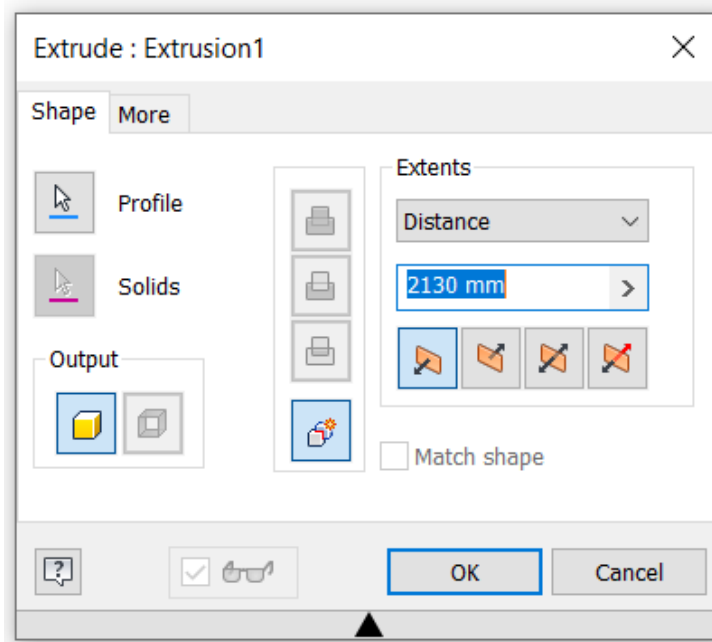 Extrude : Extrusion1
Shape
More
Profile
Solids
Output
Extents
Distance
2130 mm
Match shape
?
OK
Cancel